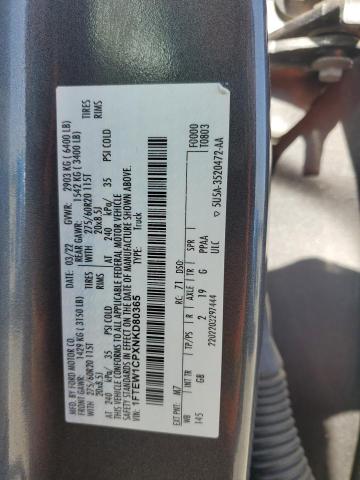 MFD. BY FORD MOTOR CO.
DATE: 03/22 GVWR: 2903 KG ( 6400 LB)
FRONT GAWR: 1429 KG ( 3150 LB) REAR GAWR: 1542 KG ( 3400 LB)
275/60R20 115T TIRES WITH 275/60R20 115T TIRES
20x8.5J RIMS 20x8.5J RIMS
AT 240 kPa/ 35 PSI COLD AT 240 kPa/ 35 PSI COLD
THIS VEHICLE CONFORMS TO ALL APPLICABLE FEDERAL MOTOR VEHICLE
SAFETY STANDARDS IN EFFECT ON THE DATE OF MANUFACTURE SHOWN ABOVE.
VIN: 1FTEW1CPXNKD80365
TYPE: Truck
F0000
T0803
EXT PNT: M7 RC: 71 DSO:
WB TP/PS R AXLE TR SPR
145 GB 2 19 G PPAA
ULC
2202203297444
5U5A-3520472-AA